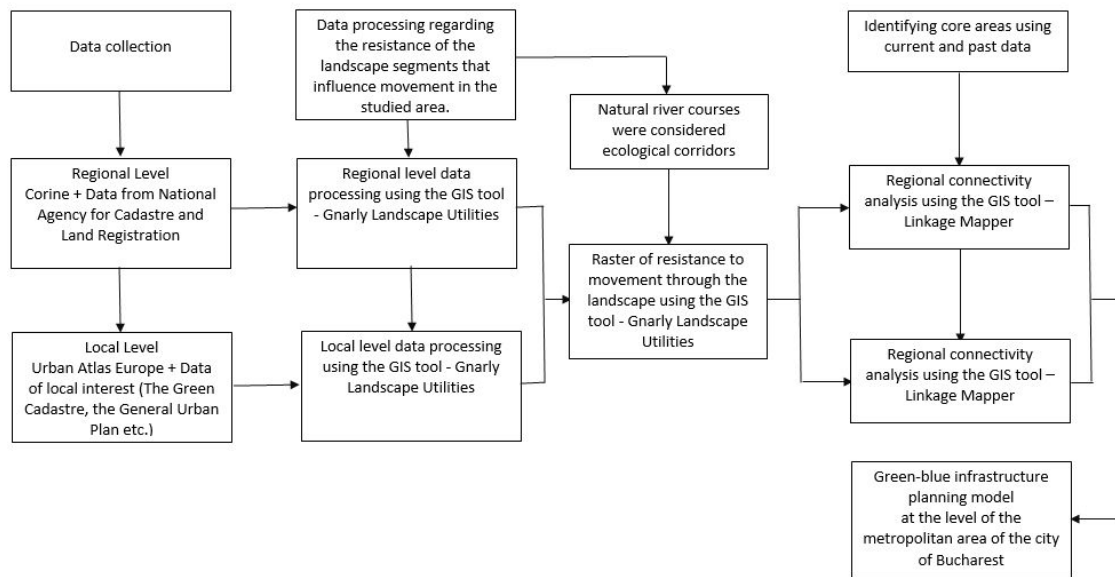 Data collection
Regional Level
Corine + Data from National
Agency for Cadastre and
Land Registration
Local Level
Urban Atlas Europe + Data
of local interest (The Green
Cadastre, the General Urban
Plan etc.)
Data processing regarding
the resistance of the
landscape segments that
influence movement in the
studied area.
Natural river courses
were considered
ecological corridors
Regional level data
processing using the GIS tool
- Gnarly Landscape Utilities
Local level data processing
using the GIS tool - Gnarly
Landscape Utilities
Raster of resistance to
movement through the
landscape using the GIS
tool - Gnarly Landscape
Utilities
Identifying core areas using
current and past data
Regional connectivity
analysis using the GIS tool –
Linkage Mapper
Regional connectivity
analysis using the GIS tool –
Linkage Mapper
Green-blue infrastructure
planning model
at the level of the
metropolitan area of the city
of Bucharest